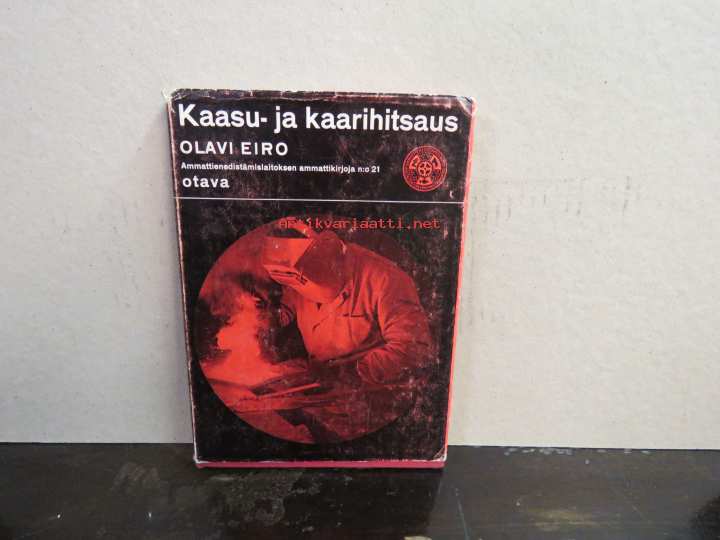 Kaasu- ja kaarihitsaus
OLAVI EIRO
Ammattienedistämislaitoksen ammattikirjoja n:o 21
otava
Antikvariaatti.net